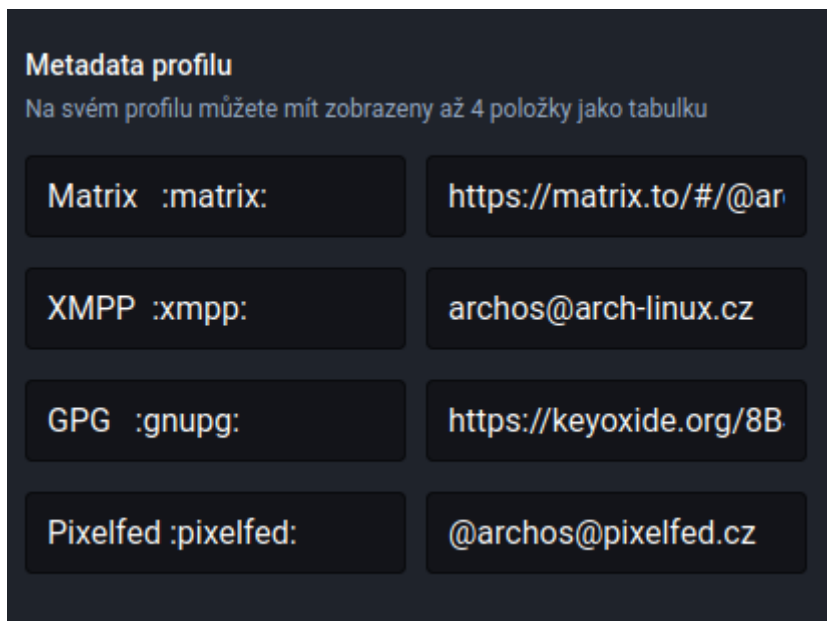 Metadata profilu
Na svém profilu můžete mít zobrazeny až 4 položky jako tabulku
Matrix :matrix: https://matrix.to/#/@ar
XMPP :xmpp: archos@arch-linux.cz
GPG :gnupg: https://keyoxide.org/8B
Pixelfed :pixelfed: @archos@pixelfed.cz